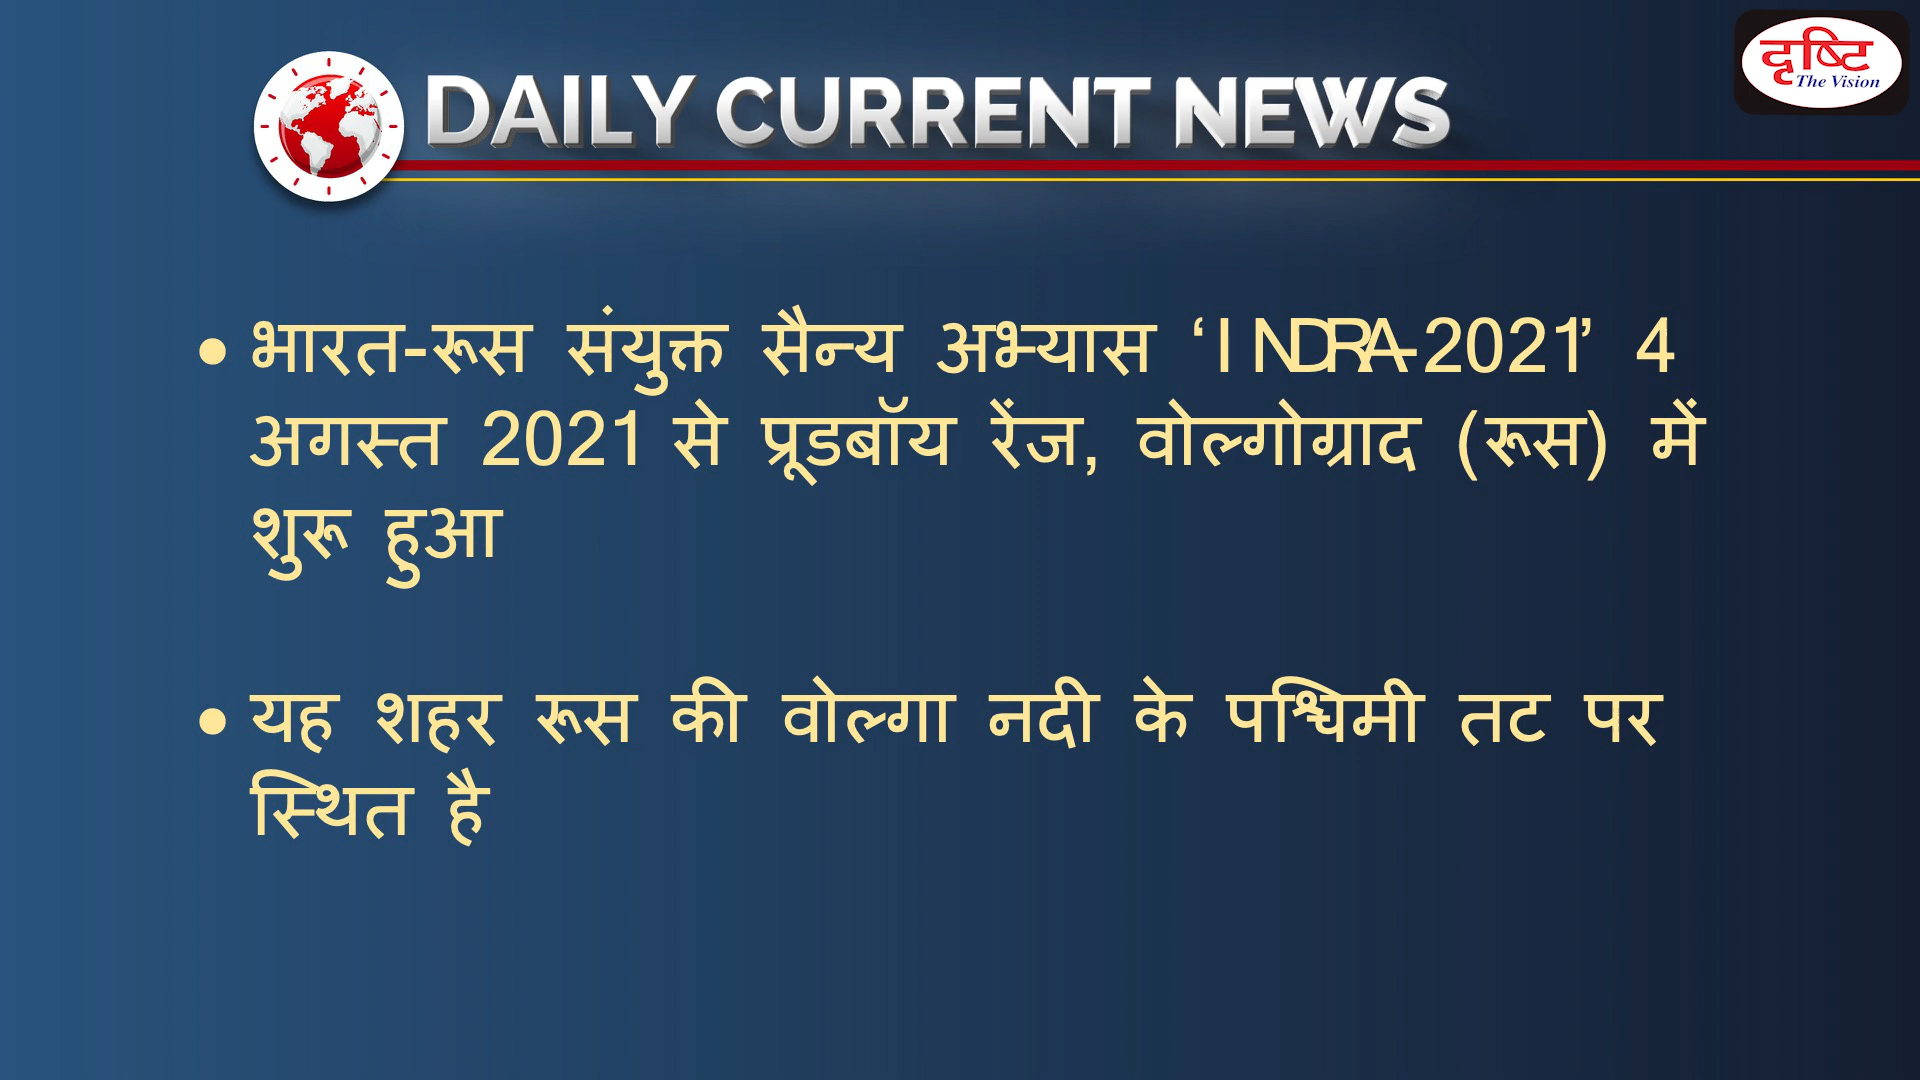 DAILY CURRENT NEWS
दृष्टि
The Vision
• भारत-रूस संयुक्त सैन्य अभ्यास ‘INDRA-2021’ 4
अगस्त 2021 से प्रूडबॉय रेंज, वोल्गोग्राद (रूस) में
शुरू हुआ
• यह शहर रूस की वोल्गा नदी के पश्चिमी तट पर
स्थित है